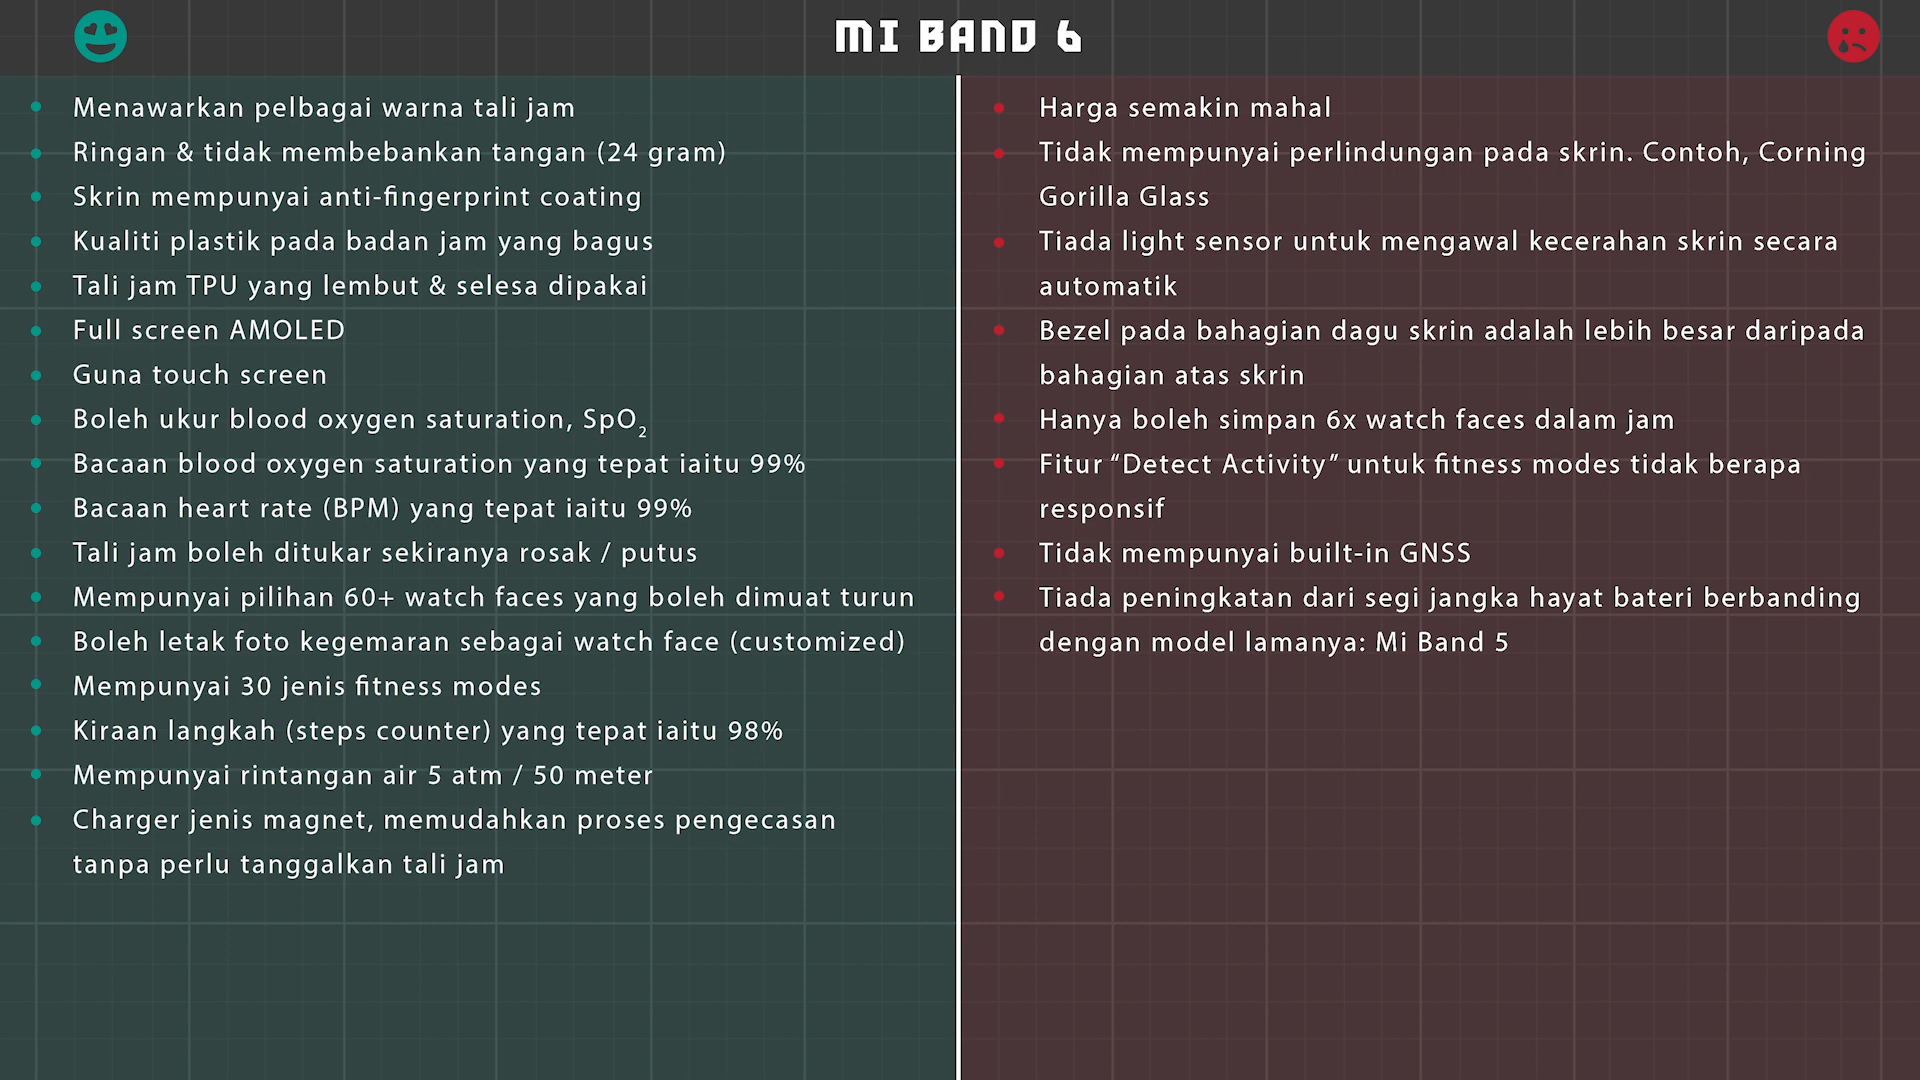 MI BAND 6
Menawarkan pelbagai warna tali jam
Ringan & tidak membebankan tangan (24 gram)
Skrin mempunyai anti-fingerprint coating
Kualiti plastik pada badan jam yang bagus
Tali jam TPU yang lembut & selesa dipakai
Full screen AMOLED
Guna touch screen
Boleh ukur blood oxygen saturation, SpO₂
Bacaan blood oxygen saturation yang tepat iaitu 99%
Bacaan heart rate (BPM) yang tepat iaitu 99%
Tali jam boleh ditukar sekiranya rosak / putus
Mempunyai pilihan 60+ watch faces yang boleh dimuat turun
Boleh letak foto kegemaran sebagai watch face (customized)
Mempunyai 30 jenis fitness modes
Kiraan langkah (steps counter) yang tepat iaitu 98%
Mempunyai rintangan air 5 atm / 50 meter
Charger jenis magnet, memudahkan proses pengecasan
tanpa perlu tanggalkan tali jam
Harga semakin mahal
Tidak mempunyai perlindungan pada skrin. Contoh, Corning
Gorilla Glass
Tiada light sensor untuk mengawal kecerahan skrin secara
automatik
Bezel pada bahagian dagu skrin adalah lebih besar daripada
bahagian atas skrin
Hanya boleh simpan 6x watch faces dalam jam
Fitur “Detect Activity” untuk fitness modes tidak berapa
responsif
Tidak mempunyai built-in GNSS
Tiada peningkatan dari segi jangka hayat bateri berbanding
dengan model lamanya: Mi Band 5